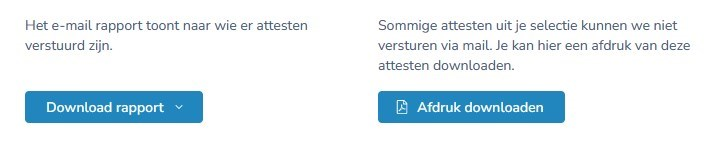 Het e-mail rapport toont naar wie er attesten
verstuurd zijn.
Download rapport
Sommige attesten uit je selectie kunnen we niet
versturen via mail. Je kan hier een afdruk van deze
attesten downloaden.
Afdruk downloaden